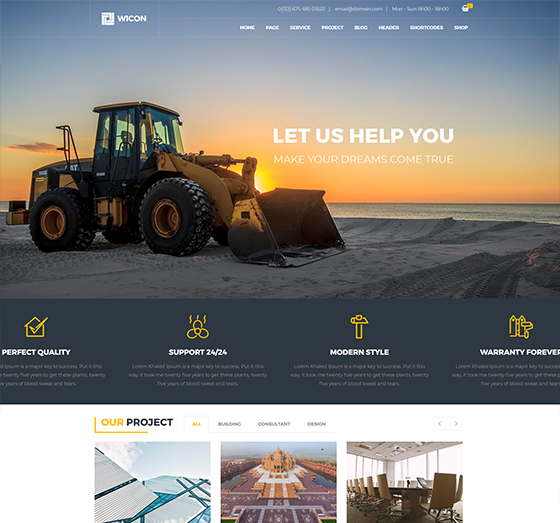 WICON
0(022) 675.485.03522 | email@domain.com | Mon - Sun: 8h00 - 18h00
HOME PAGE SERVICE PROJECT BLOG HEADER SHORTCODES SHOP
LET US HELP YOU
MAKE YOUR DREAMS COME TRUE
PERFECT QUALITY
Ipsum is a major key to success. Put it this
way, it took me twenty five years to get these plants, twenty
five years of blood sweat and tears.
SUPPORT 24/24
Lorem Khaled Ipsum is a major key to success. Put it this
way, it took me twenty five years to get these plants, twenty
five years of blood sweat and tears.
MODERN STYLE
Lorem Khaled Ipsum is a major key to success. Put it this
way, it took me twenty five years to get these plants, twenty
five years of blood sweat and tears.
WARRANTY FOREVER
Lorem Khaled Ipsum is a major key
way, it took me twenty five years to
five years of blood sweat
OUR PROJECT
ALL BUILDING CONSULTANT DESIGN